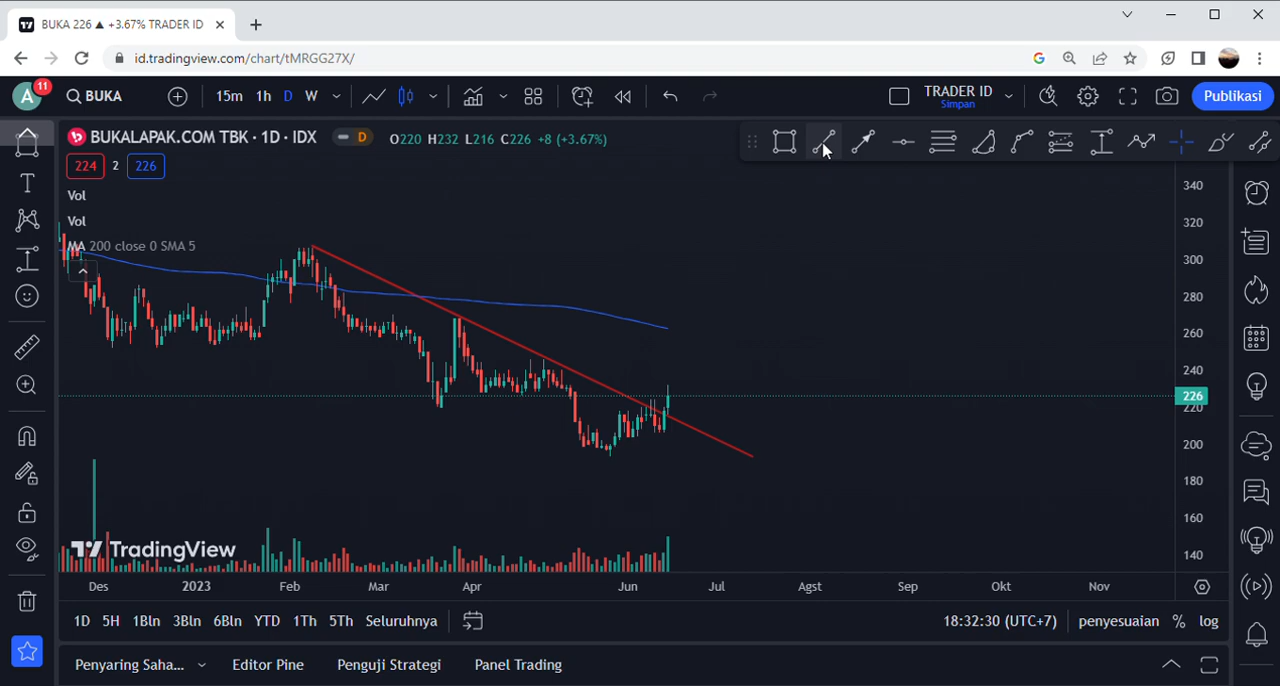 BUKA 226 ▲ +3.67% TRADER ID
id.tradingview.com/chart/tMRGG27X/
A
11
BUKA
15m 1h D W
TRADER ID
Simpan
Publikasi
BUKALAPAK.COM TBK · 1D · IDX
D
O220 H232 L216 C226 +8 (+3.67%)
224 2 226
Vol
Vol
MA 200 close 0 SMA 5
340
320
300
280
260
240
226
220
200
180
160
140
TradingView
Des 2023 Feb Mar Apr Jun Jul Agst Sep Okt Nov
1D 5H 1Bln 3Bln 6Bln YTD 1Th 5Th Seluruhnya
18:32:30 (UTC+7) penyesuaian % log
Penyaring Saha... Editor Pine Penguji Strategi Panel Trading